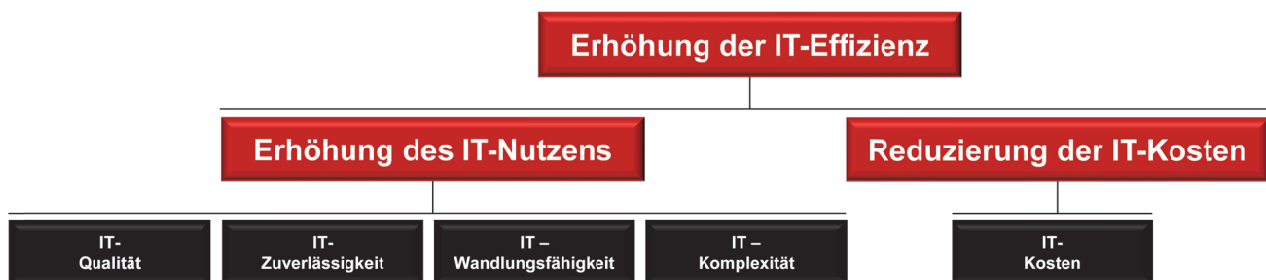 Erhöhung der IT-Effizienz
Erhöhung des IT-Nutzens
Reduzierung der IT-Kosten
IT-
Qualität
IT-
Zuverlässigkeit
IT –
Wandlungsfähigkeit
IT –
Komplexität
IT-
Kosten